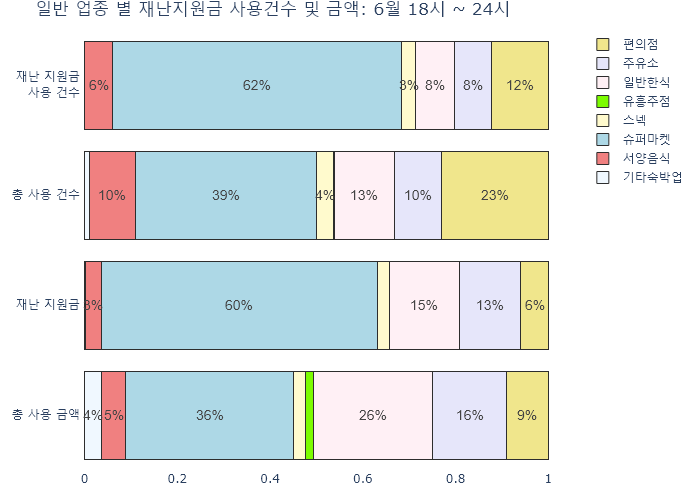 일반 업종 별 재난지원금 사용건수 및 금액: 6월 18시 ~ 24시
편의점
주유소
일반한식
유흥주점
스넥
슈퍼마켓
서양음식
기타숙박업
재난 지원금
사용 건수
6% 62% 3% 8% 8% 12%
총 사용 건수
10% 39% 4% 13% 10% 23%
재난 지원금
3% 60% 15% 13% 6%
총 사용 금액
4% 5% 36% 26% 16% 9%
0 0.2 0.4 0.6 0.8 1